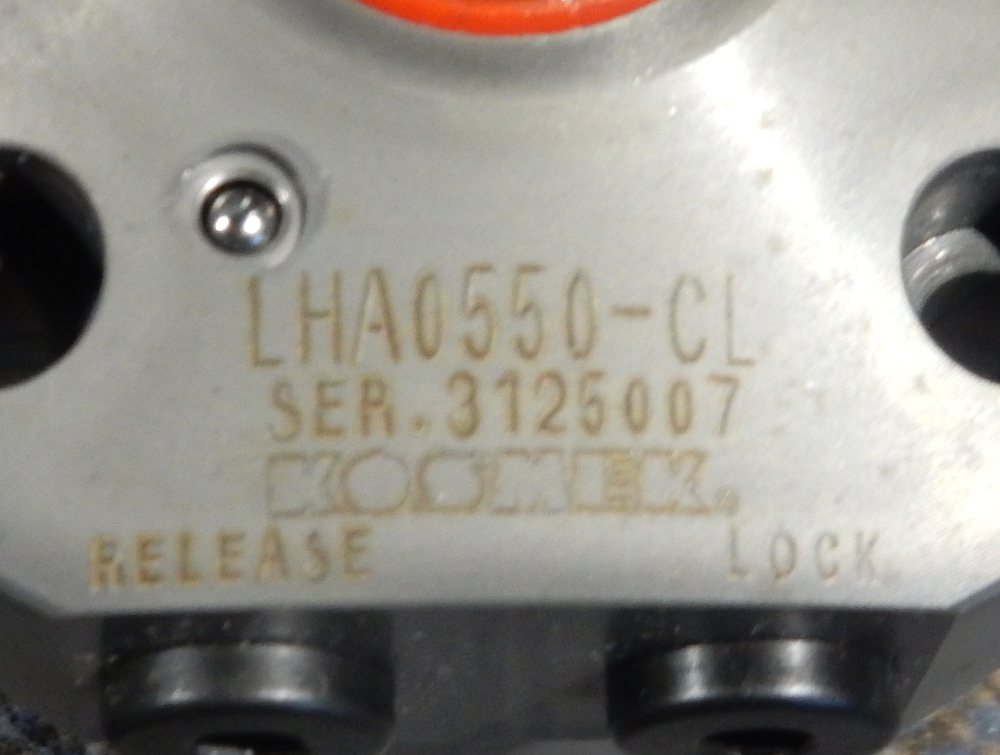 LHA0550-CL
SER.3125007
KOSMEK®
RELEASE
LOCK